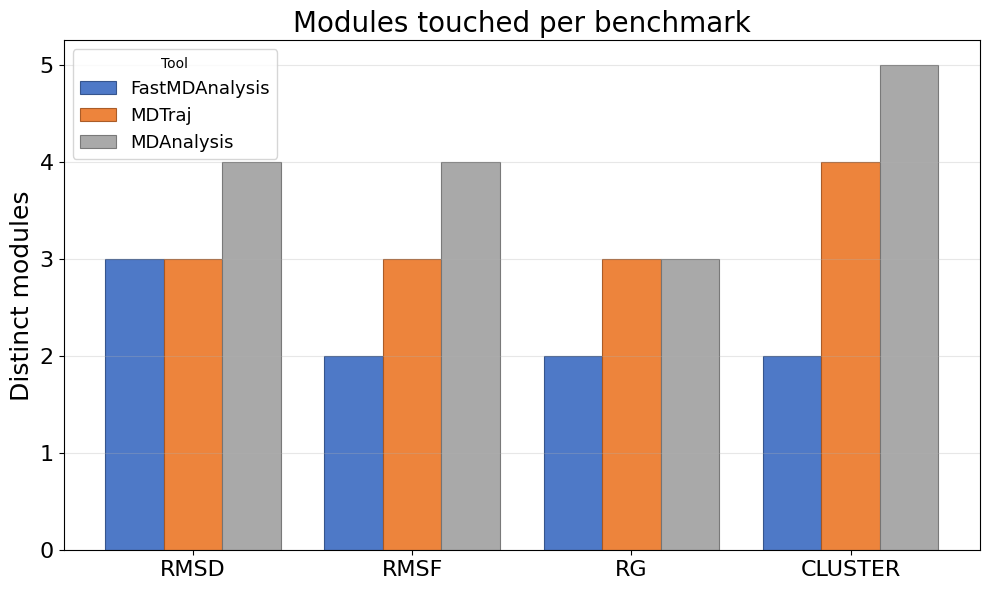 Modules touched per benchmark
Distinct modules
5
4
3
2
1
0
Tool
FastMDAnalysis
MDTraj
MDAnalysis
RMSD
RMSF
RG
CLUSTER